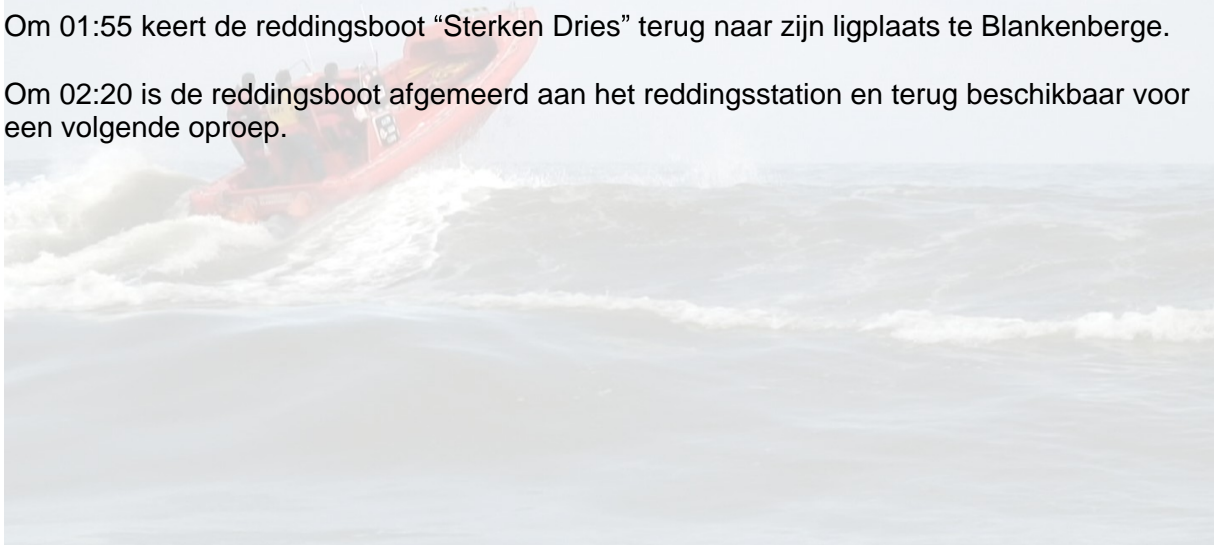 Om 01:55 keert de reddingsboot “Sterken Dries” terug naar zijn ligplaats te Blankenberge.
Om 02:20 is de reddingsboot afgemeerd aan het reddingsstation en terug beschikbaar voor
een volgende oproep.